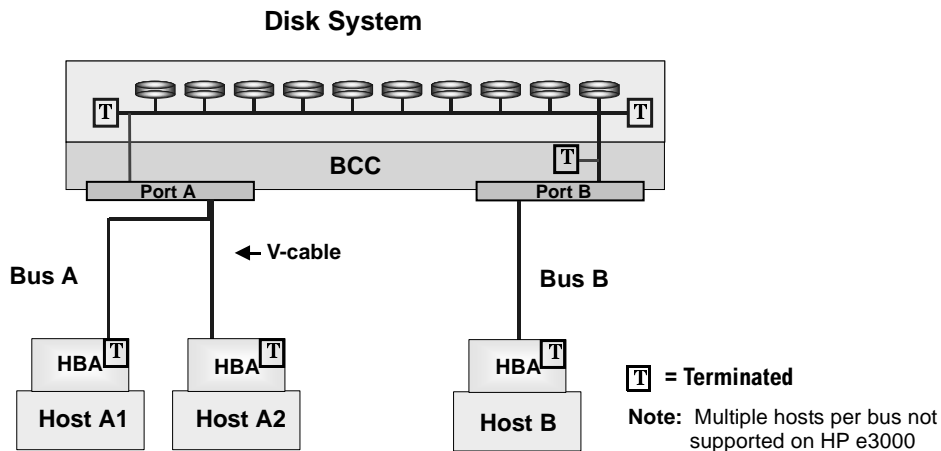 Disk System
T
T
T
BCC
Port A
Port B
V-cable
Bus A
Bus B
HBA T
HBA T
HBA T
Host A1
Host A2
Host B
T = Terminated
Note: Multiple hosts per bus not
supported on HP e3000